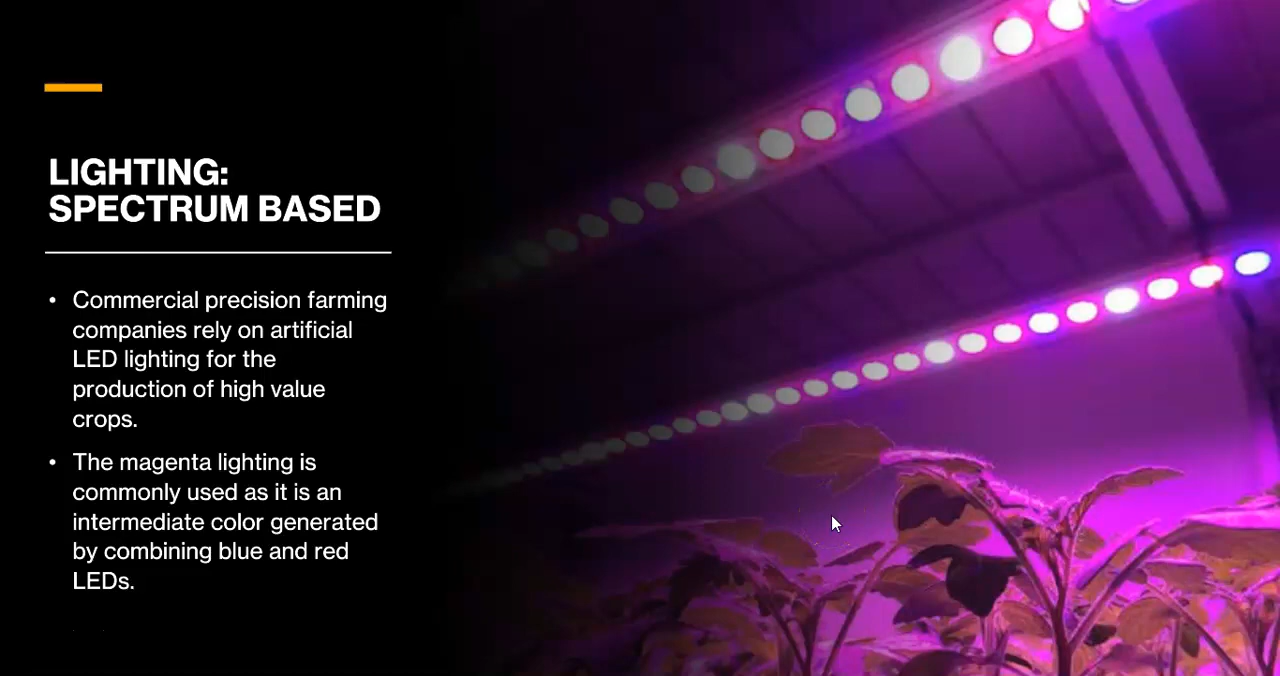 LIGHTING:
SPECTRUM BASED
• Commercial precision farming
companies rely on artificial
LED lighting for the
production of high value
crops.
• The magenta lighting is
commonly used as it is an
intermediate color generated
by combining blue and red
LEDs.